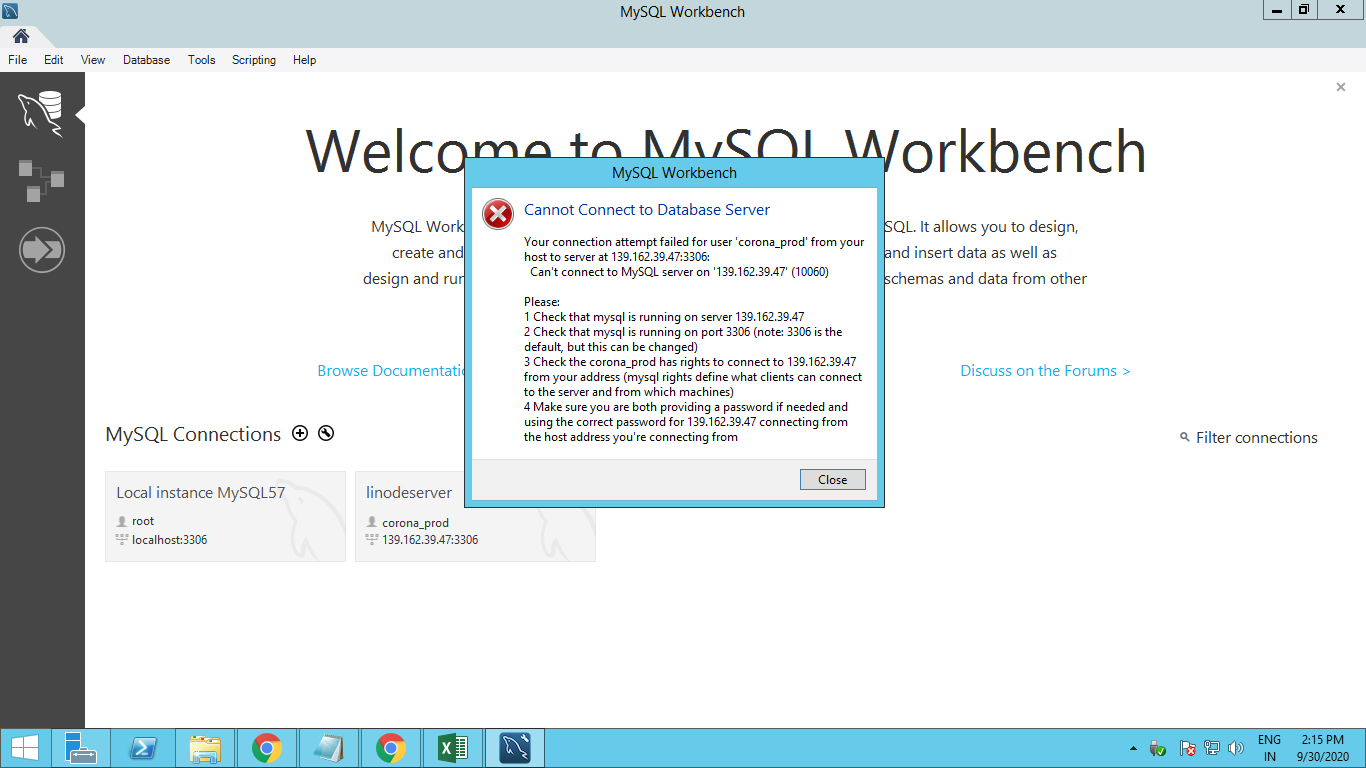 MySQL Workbench
File Edit View Database Tools Scripting Help
Welcome to MySQL Workbench
MySQL Work
SQL. It allows you to design,
create and
and insert data as well as
design and ru
schemas and data from other
Browse Documentati
Discuss on the Forums >
MySQL Workbench
Cannot Connect to Database Server
Your connection attempt failed for user 'corona_prod' from your
host to server at 139.162.39.47:3306:
Can't connect to MySQL server on '139.162.39.47' (10060)
Please:
1 Check that mysql is running on server 139.162.39.47
2 Check that mysql is running on port 3306 (note: 3306 is the
default, but this can be changed)
3 Check the corona_prod has rights to connect to 139.162.39.47
from your address (mysql rights define what clients can connect
to the server and from which machines)
4 Make sure you are both providing a password if needed and
using the correct password for 139.162.39.47 connecting from
the host address you're connecting from
Close
MySQL Connections
Filter connections
Local instance MySQL57
root
localhost:3306
linodeserver
corona_prod
139.162.39.47:3306
ENG
IN
2:15 PM
9/30/2020